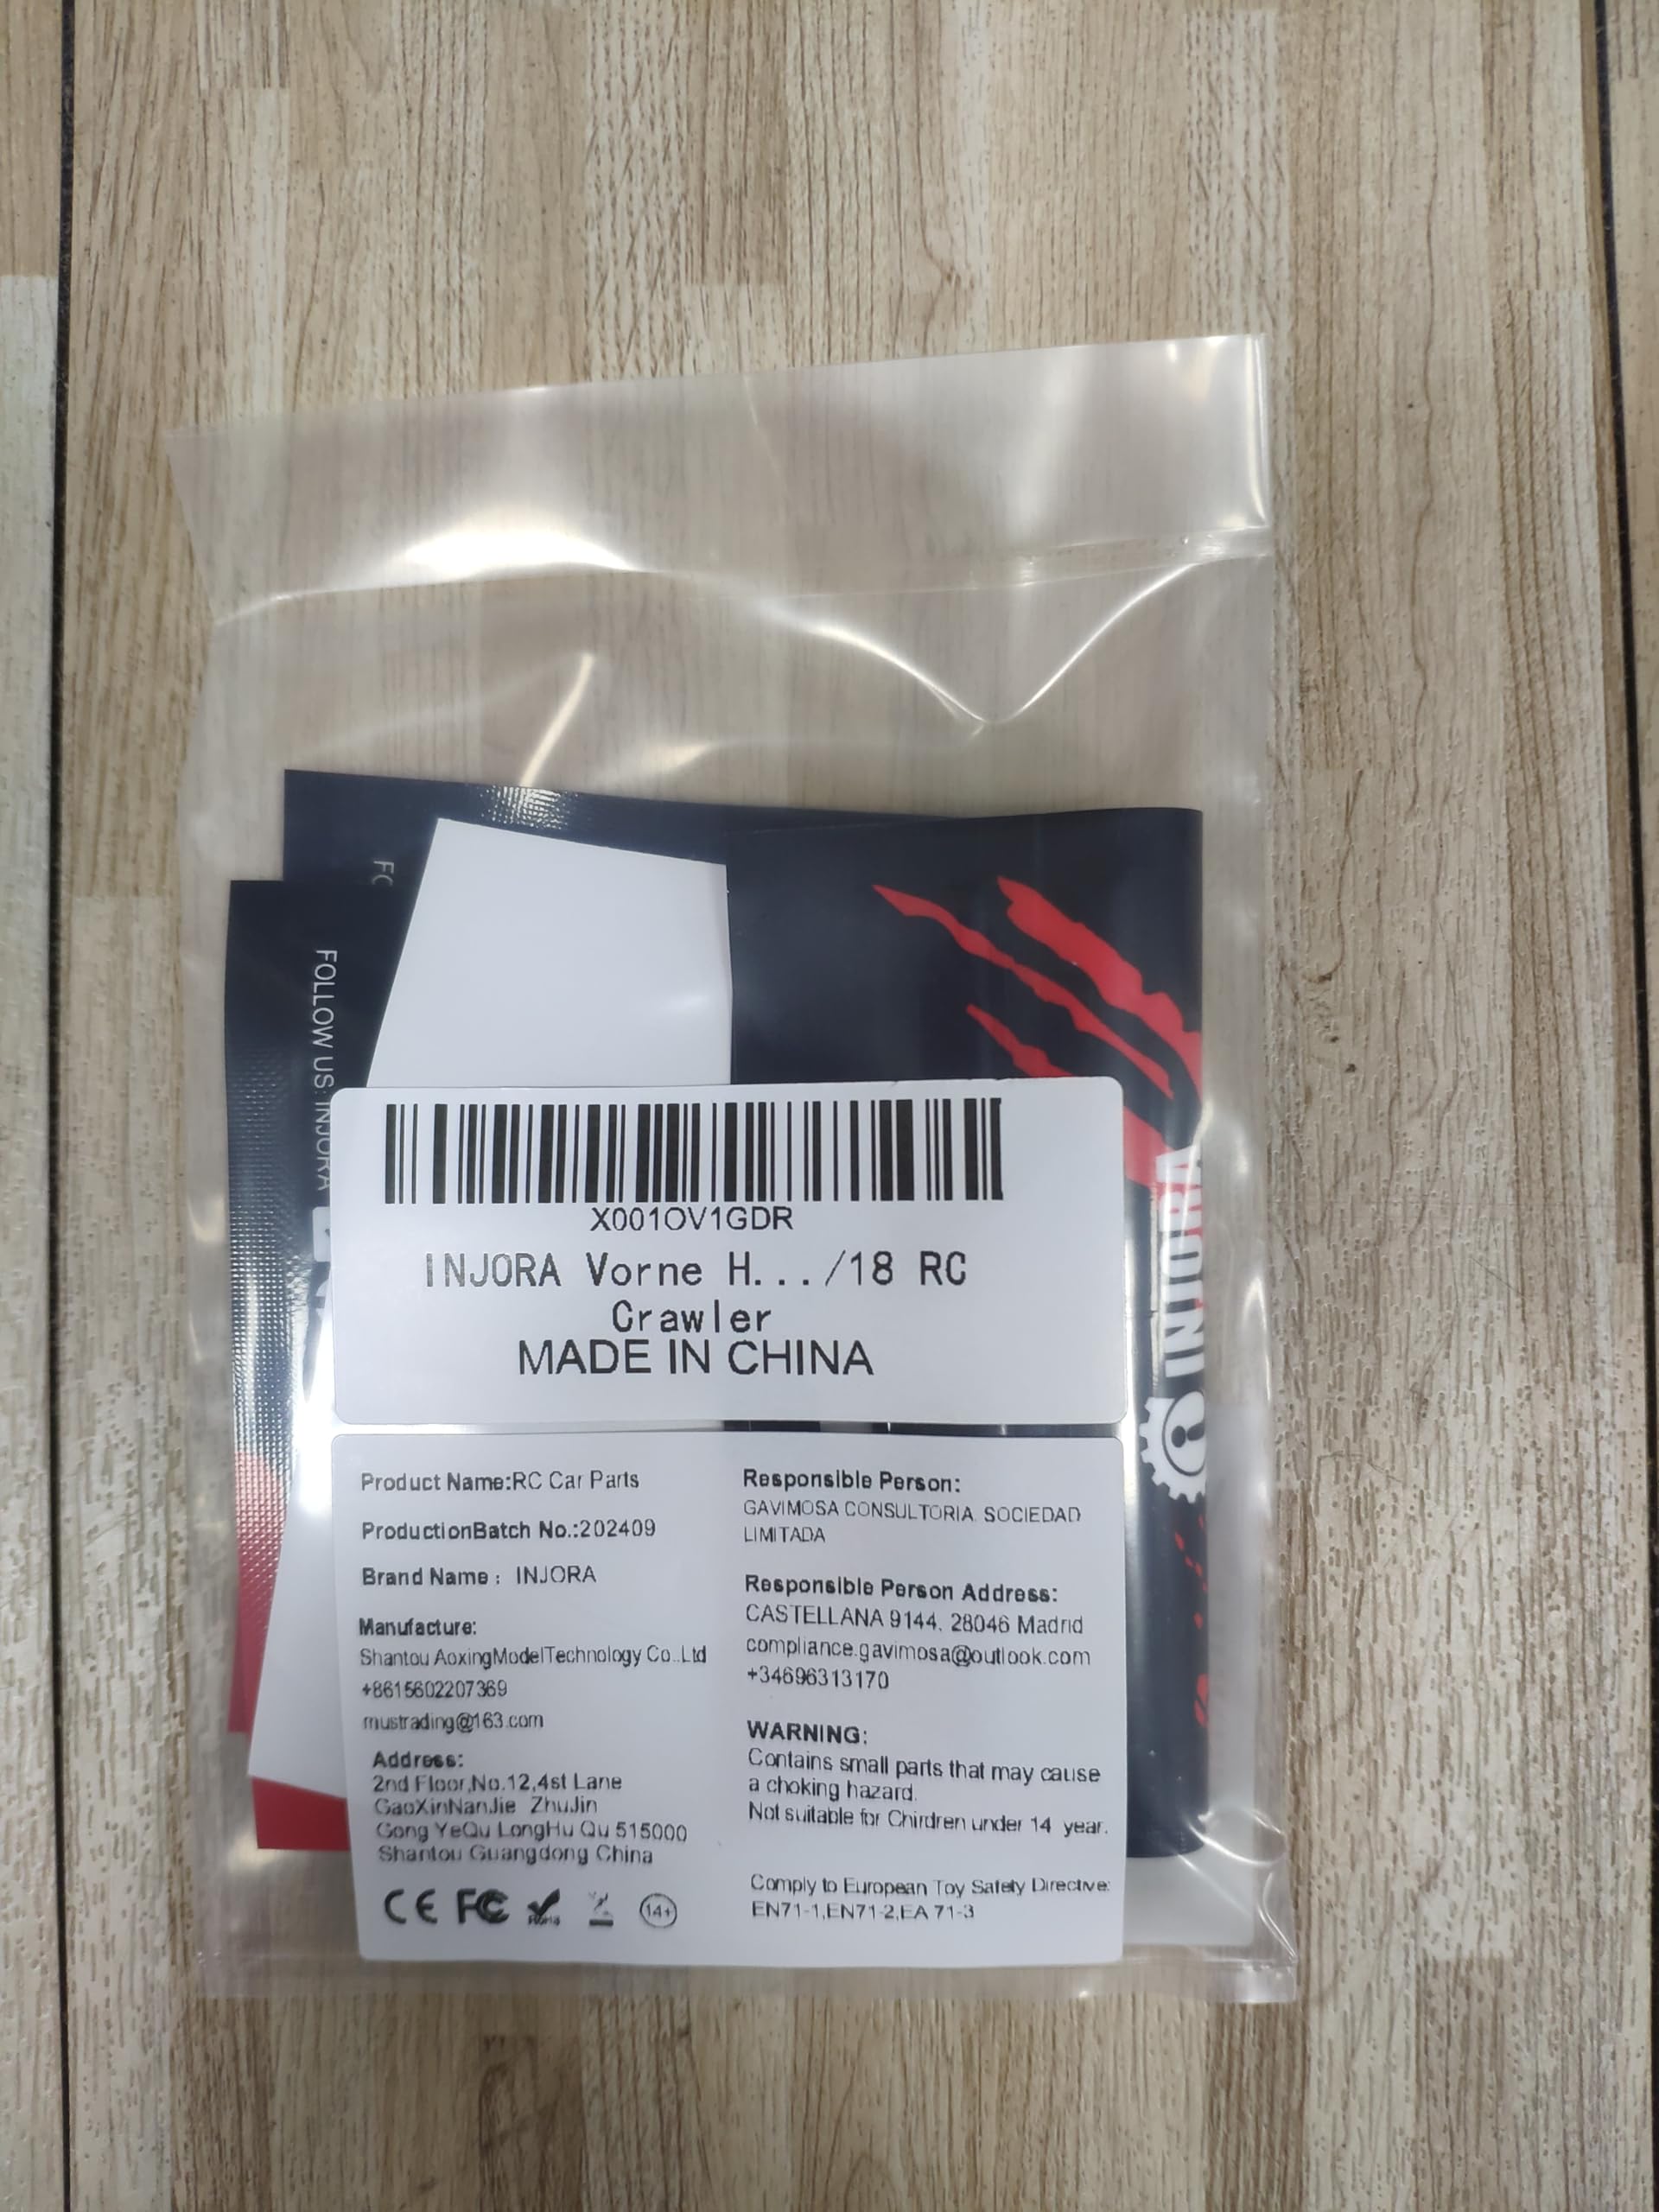 FO
FOLLOW US: INJORA
INJORA
X001OV1GDR
INJORA Vorne H.../18 RC
Crawler
MADE IN CHINA
Product Name:RC Car Parts
ProductionBatch No.:202409
Brand Name : INJORA
Manufacture:
Shantou AoxingModelTechnology Co..Ltd
+8615602207369
mustrading@163.com
Address:
2nd Floor,No.12,4st Lane
GaoXinNanJie ZhuJin
Gong YeQu LongHu Qu 515000
Shantou Guangdong China
CE FC RoHS 14+
Responsible Person:
GAVIMOSA CONSULTORIA. SOCIEDAD
LIMITADA
Responsible Person Address:
CASTELLANA 9144, 28046 Madrid
compliance.gavimosa@outlook.com
+34696313170
WARNING:
Contains small parts that may cause
a choking hazard.
Not suitable for Chirdren under 14 year.
Comply to European Toy Safety Directive:
EN71-1,EN71-2,EA 71-3